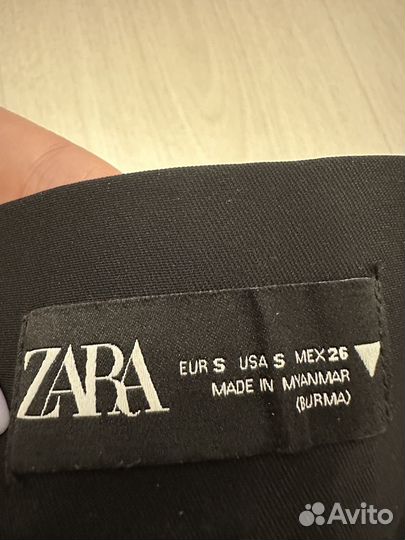 ZARA
EUR S USA S MEX 26
MADE IN MYANMAR
(BURMA)
Avito